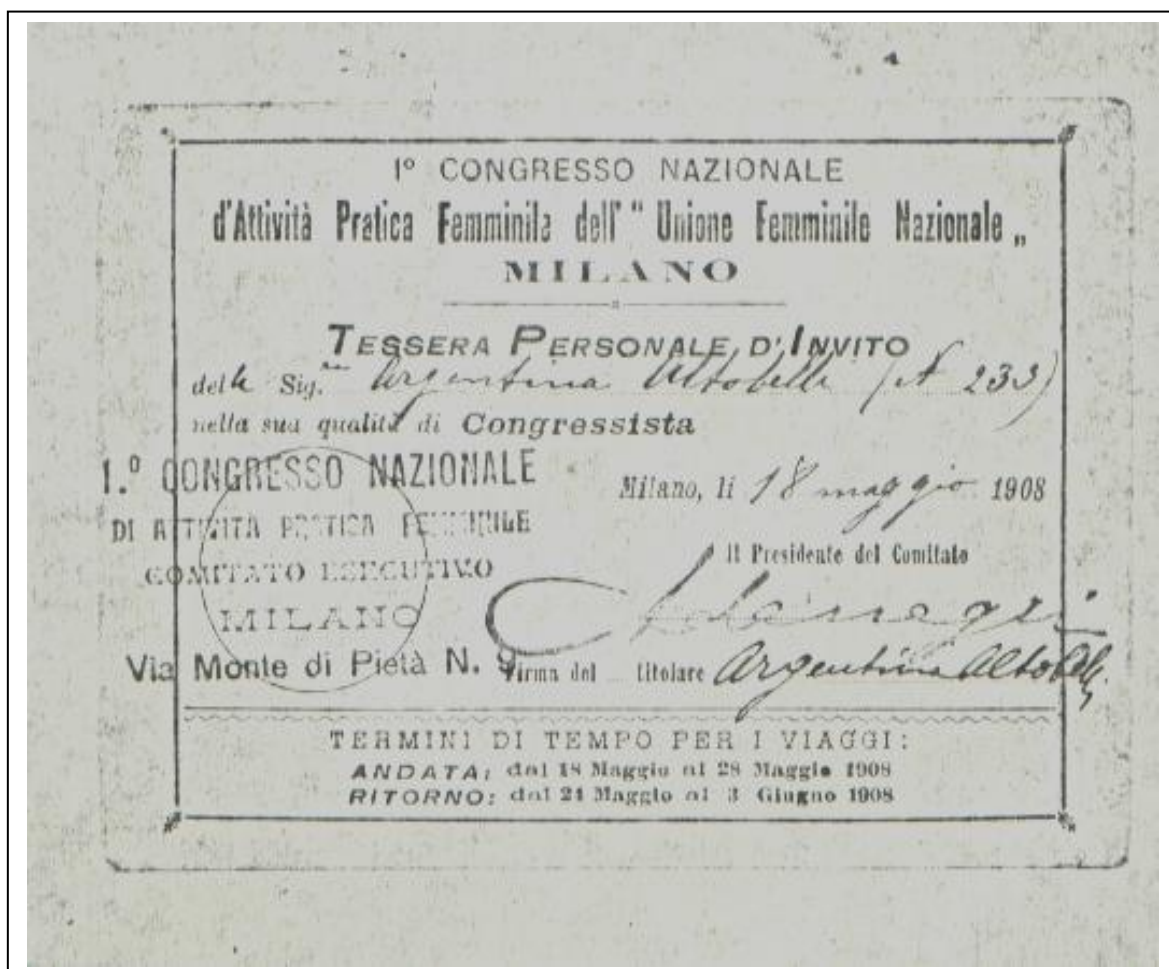 1º CONGRESSO NAZIONALE
d'Attività Pratica Femminile dell' “ Unione Femminile Nazionale „
MILANO
TESSERA PERSONALE D'INVITO
della Sig.ra Argentina Altobelli (N 233)
nella sua qualità di Congressista
1.º CONGRESSO NAZIONALE
DI ATTIVITÀ PRATICA FEMMINILE
COMITATO ESECUTIVO
MILANO
Via Monte di Pietà N. 9
Milano, li 18 maggio 1908
Il Presidente del Comitato
Firma del titolare Argentina Altobelli
TERMINI DI TEMPO PER I VIAGGI:
ANDATA: dal 18 Maggio al 28 Maggio 1908
RITORNO: dal 24 Maggio al 3 Giugno 1908